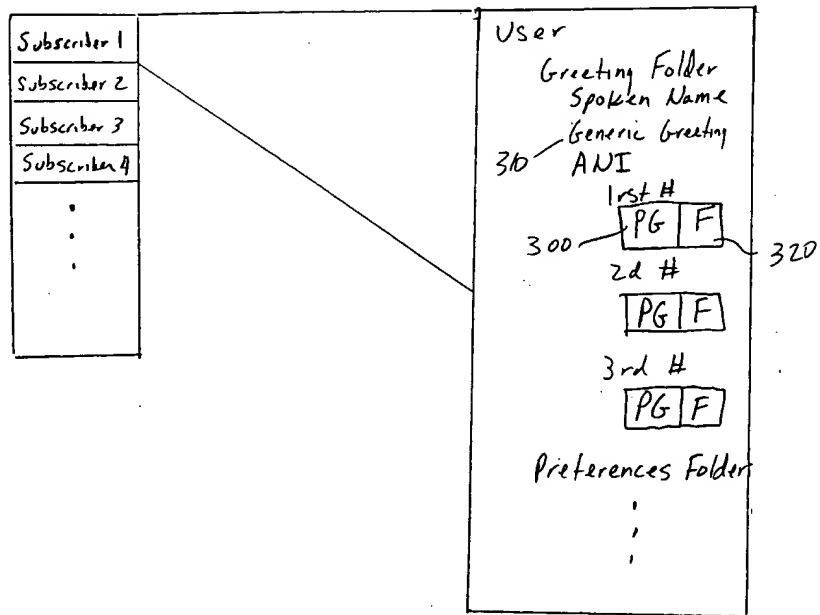 Subscriber 1
Subscriber 2
Subscriber 3
Subscriber 4
User
Greeting Folder
Spoken Name
Generic Greeting
310
ANI
1rst #
300 PG F 320
2d #
PG F
3rd #
PG F
Preferences Folder